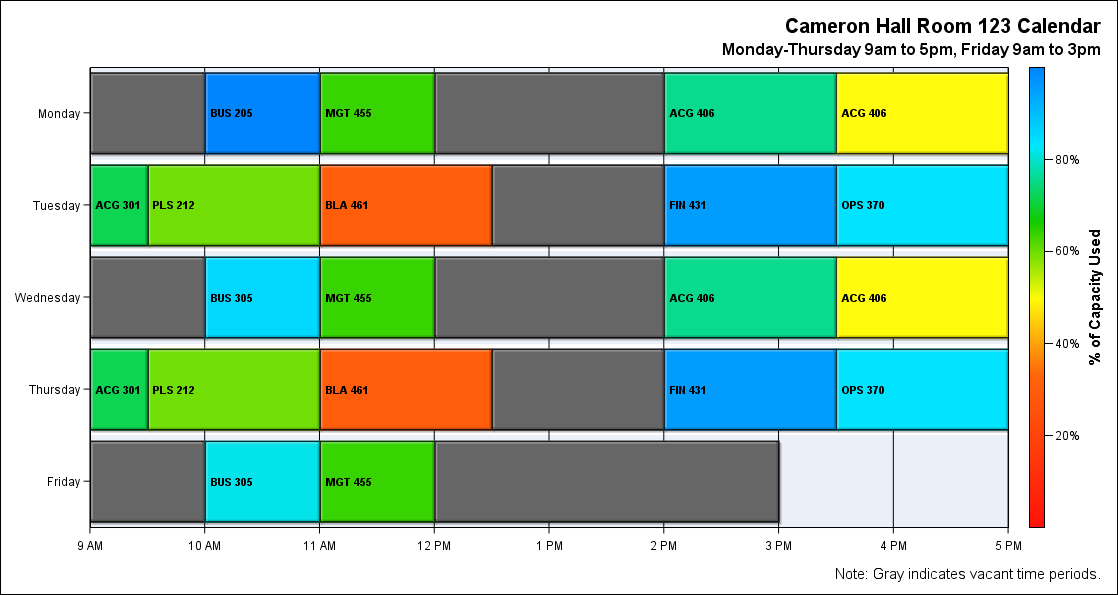 Cameron Hall Room 123 Calendar
Monday-Thursday 9am to 5pm, Friday 9am to 3pm
Monday
BUS 205
MGT 455
ACG 406
ACG 406
Tuesday
ACG 301
PLS 212
BLA 461
FIN 431
OPS 370
Wednesday
BUS 305
MGT 455
ACG 406
ACG 406
Thursday
ACG 301
PLS 212
BLA 461
FIN 431
OPS 370
Friday
BUS 305
MGT 455
9 AM
10 AM
11 AM
12 PM
1 PM
2 PM
3 PM
4 PM
5 PM
80%
60%
40%
20%
% of Capacity Used
Note: Gray indicates vacant time periods.